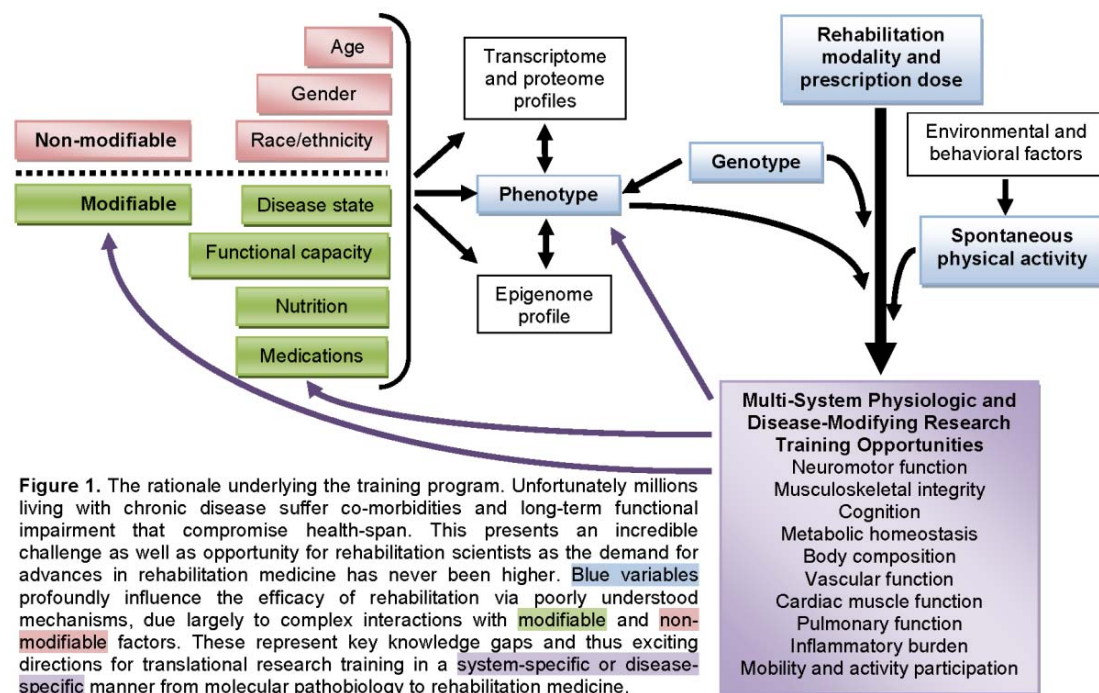 Age
Gender
Race/ethnicity
Non-modifiable
Modifiable
Disease state
Functional capacity
Nutrition
Medications
Transcriptome
and proteome
profiles
Phenotype
Epigenome
profile
Genotype
Rehabilitation
modality and
prescription dose
Environmental and
behavioral factors
Spontaneous
physical activity
Multi-System Physiologic and
Disease-Modifying Research
Training Opportunities
Neuromotor function
Musculoskeletal integrity
Cognition
Metabolic homeostasis
Body composition
Vascular function
Cardiac muscle function
Pulmonary function
Inflammatory burden
Mobility and activity participation
Figure 1. The rationale underlying the training program. Unfortunately millions
living with chronic disease suffer co-morbidities and long-term functional
impairment that compromise health-span. This presents an incredible
challenge as well as opportunity for rehabilitation scientists as the demand for
advances in rehabilitation medicine has never been higher. Blue variables
profoundly influence the efficacy of rehabilitation via poorly understood
mechanisms, due largely to complex interactions with modifiable and non-
modifiable factors. These represent key knowledge gaps and thus exciting
directions for translational research training in a system-specific or disease-
specific manner from molecular pathobiology to rehabilitation medicine.